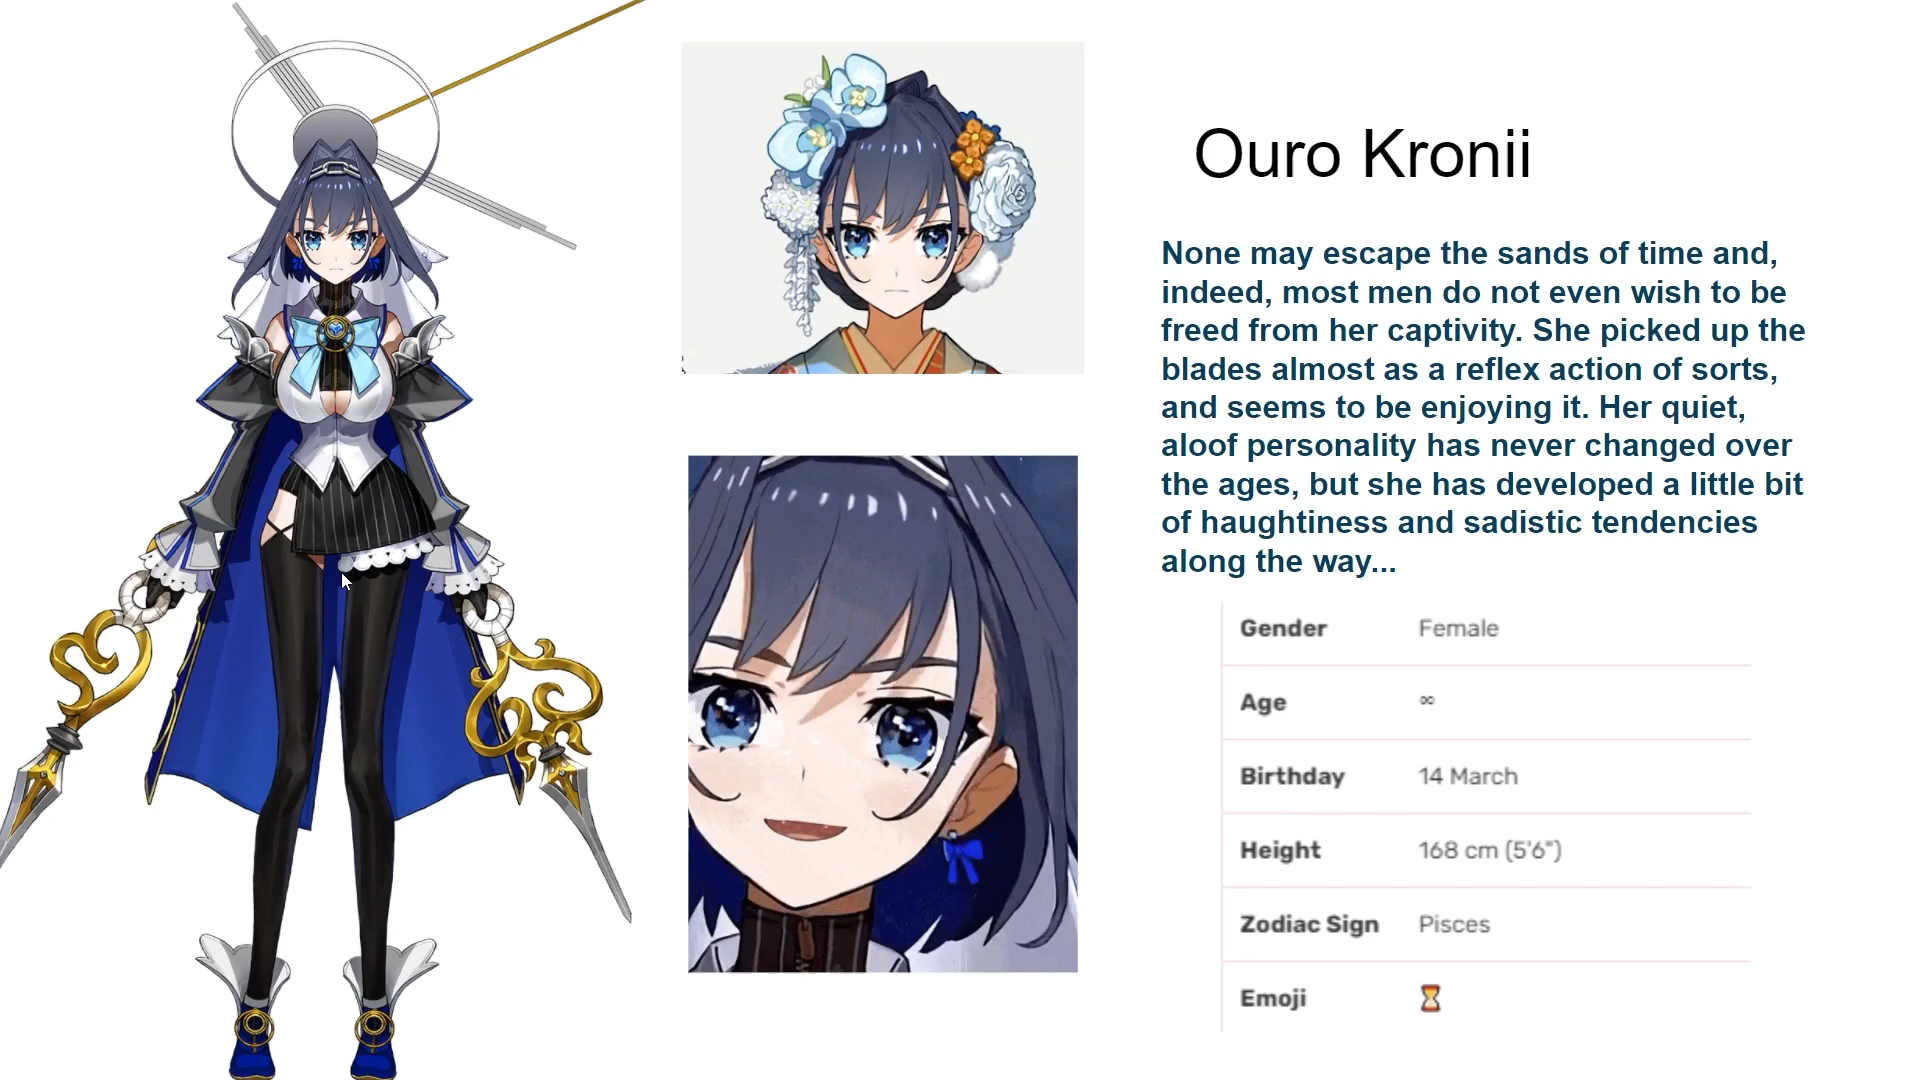 Ouro Kronii
None may escape the sands of time and,
indeed, most men do not even wish to be
freed from her captivity. She picked up the
blades almost as a reflex action of sorts,
and seems to be enjoying it. Her quiet,
aloof personality has never changed over
the ages, but she has developed a little bit
of haughtiness and sadistic tendencies
along the way...
Gender Female
Age ∞
Birthday 14 March
Height 168 cm (5'6")
Zodiac Sign Pisces
Emoji ⏳